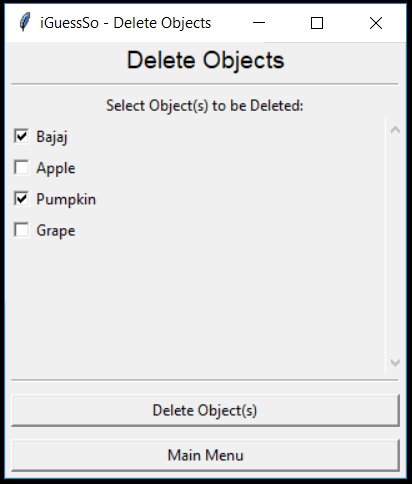 iGuessSo - Delete Objects
Delete Objects
Select Object(s) to be Deleted:
Bajaj
Apple
Pumpkin
Grape
Delete Object(s)
Main Menu